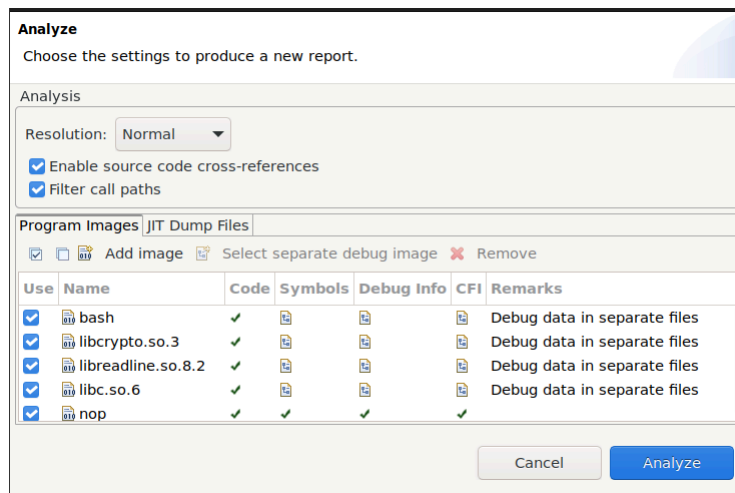 Analyze
Choose the settings to produce a new report.
Analysis
Resolution: Normal
Enable source code cross-references
Filter call paths
Program Images JIT Dump Files
Add image Select separate debug image Remove
Use Name Code Symbols Debug Info CFI Remarks
bash Debug data in separate files
libcrypto.so.3 Debug data in separate files
libreadline.so.8.2 Debug data in separate files
libc.so.6 Debug data in separate files
nop
Cancel Analyze